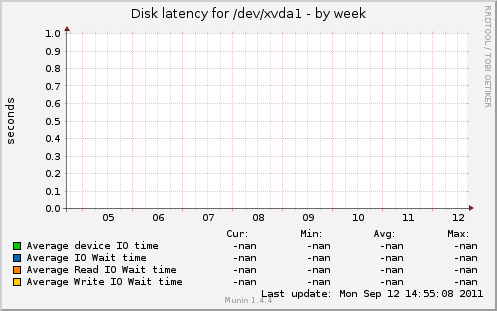 Disk latency for /dev/xvda1 - by week
RRDTOOL / TOBI OETIKER
seconds
1.0
0.9
0.8
0.7
0.6
0.5
0.4
0.3
0.2
0.1
0.0
05 06 07 08 09 10 11 12
Cur: Min: Avg: Max:
Average device IO time -nan -nan -nan -nan
Average IO Wait time -nan -nan -nan -nan
Average Read IO Wait time -nan -nan -nan -nan
Average Write IO Wait time -nan -nan -nan -nan
Last update: Mon Sep 12 14:55:08 2011
Munin 1.4.4